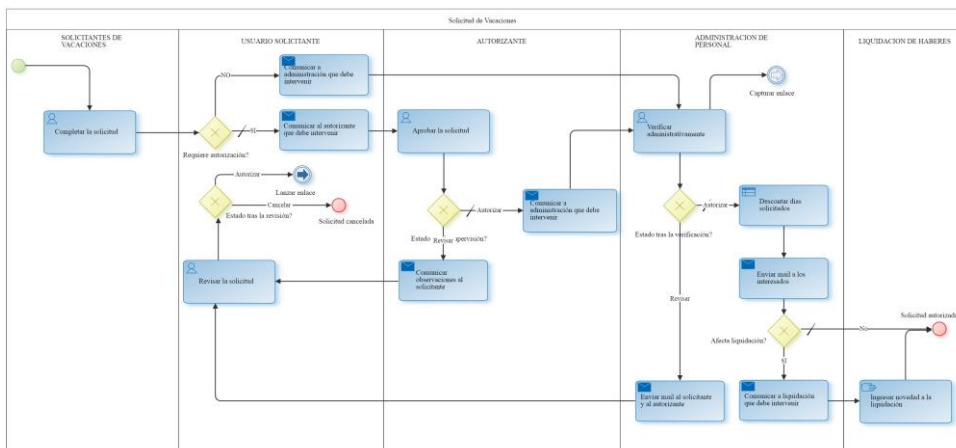 Solicitud de Vacaciones
SOLICITANTES DE
VACACIONES
USUARIO SOLICITANTE
AUTORIZANTE
ADMINISTRACION DE
PERSONAL
LIQUIDACION DE HABERES
Completar la solicitud
Requiere autorización?
NO
Comunicar a
administración que debe
intervenir
SI
Comunicar al autorizante
que debe intervenir
Aprobar la solicitud
Verificar
administrativamente
Capturar enlace
Autorizar
Lanzar enlace
Cancelar
Solicitud cancelada
Estado tras la revisión?
Revisar la solicitud
Autorizar
Comunicar a
administración que debe
intervenir
Estado
Revisar
Comunicar
observaciones al
solicitante
Autorizar
Descontar días
solicitados
Estado tras la verificación?
Enviar mail a los
interesados
Revisar
Afecta liquidación?
No
Solicitud autorizada
SI
Enviar mail al solicitante
y al autorizante
Comunicar a liquidación
que debe intervenir
Ingresar novedad a la
liquidación